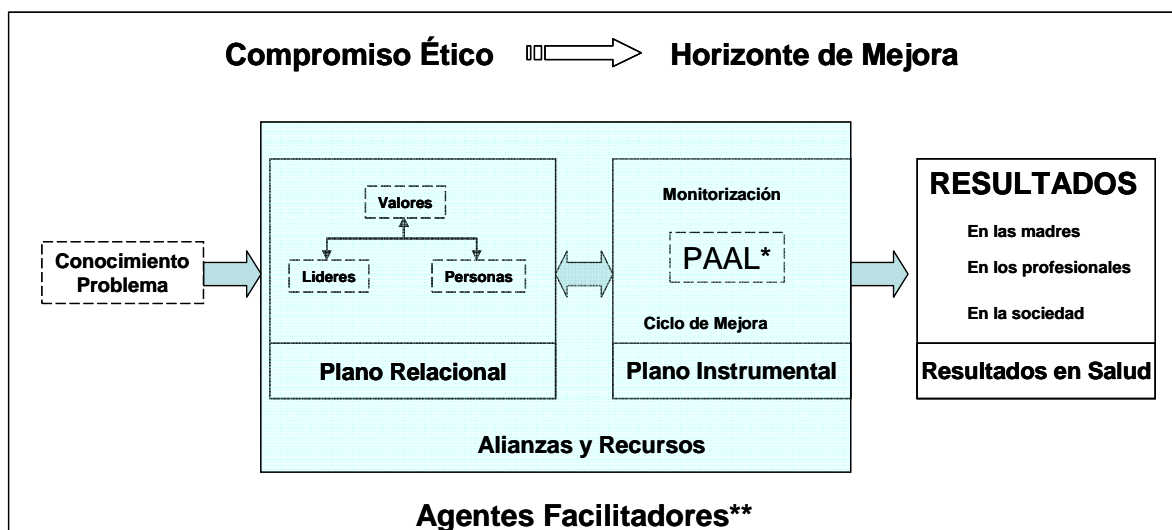 Compromiso Ético
Horizonte de Mejora
Conocimiento
Problema
Valores
Lideres
Personas
Plano Relacional
Monitorización
PAAL*
Ciclo de Mejora
Plano Instrumental
Alianzas y Recursos
RESULTADOS
En las madres
En los profesionales
En la sociedad
Resultados en Salud
Agentes Facilitadores**